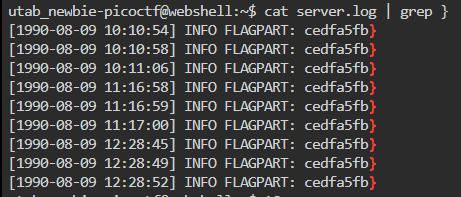 utab_newbie-picoctf@webshell:~$ cat server.log | grep }
[1990-08-09 10:10:54] INFO FLAGPART: cedfa5fb}
[1990-08-09 10:10:58] INFO FLAGPART: cedfa5fb}
[1990-08-09 10:11:06] INFO FLAGPART: cedfa5fb}
[1990-08-09 11:16:58] INFO FLAGPART: cedfa5fb}
[1990-08-09 11:16:59] INFO FLAGPART: cedfa5fb}
[1990-08-09 11:17:00] INFO FLAGPART: cedfa5fb}
[1990-08-09 12:28:45] INFO FLAGPART: cedfa5fb}
[1990-08-09 12:28:49] INFO FLAGPART: cedfa5fb}
[1990-08-09 12:28:52] INFO FLAGPART: cedfa5fb}